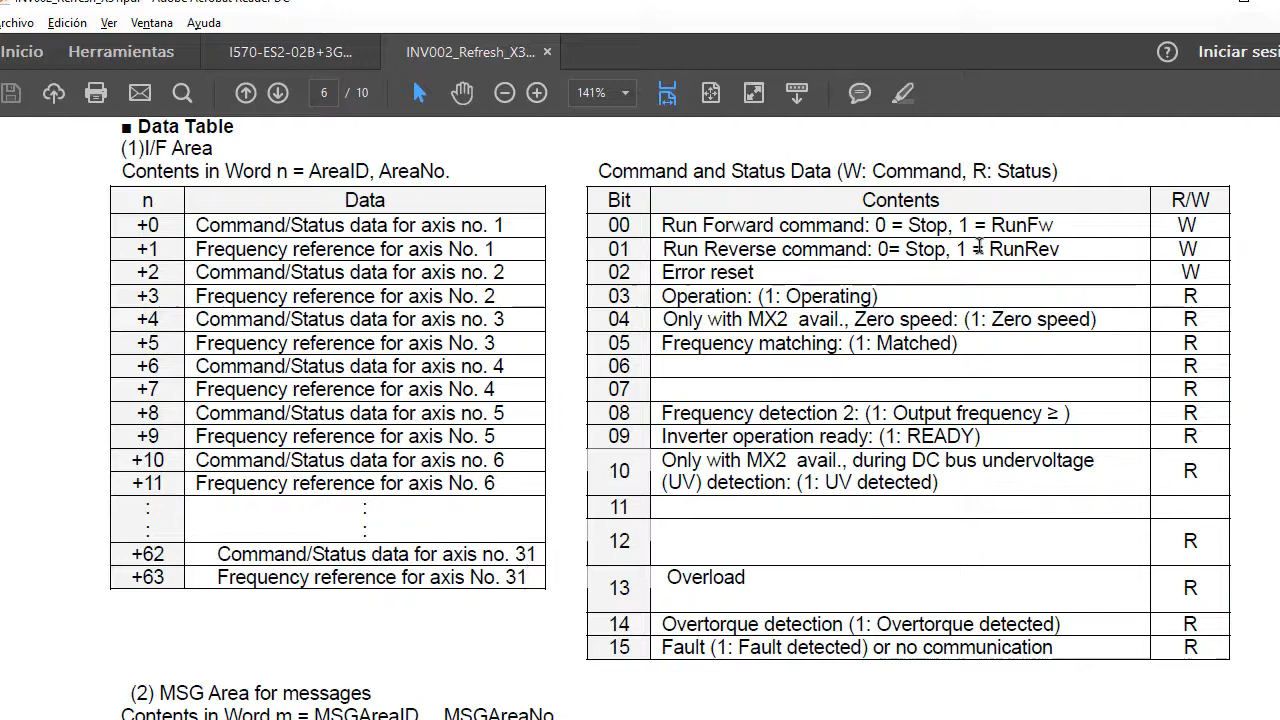 Archivo Edición Ver Ventana Ayuda
Inicio Herramientas I570-ES2-02B+3G... INV002_Refresh_X3... × ? Iniciar sesi
6 / 10 141%
■ Data Table
(1)I/F Area
Contents in Word n = AreaID, AreaNo.
n Data
+0 Command/Status data for axis no. 1
+1 Frequency reference for axis No. 1
+2 Command/Status data for axis no. 2
+3 Frequency reference for axis No. 2
+4 Command/Status data for axis no. 3
+5 Frequency reference for axis No. 3
+6 Command/Status data for axis no. 4
+7 Frequency reference for axis No. 4
+8 Command/Status data for axis no. 5
+9 Frequency reference for axis No. 5
+10 Command/Status data for axis no. 6
+11 Frequency reference for axis No. 6
: :
: :
+62 Command/Status data for axis no. 31
+63 Frequency reference for axis No. 31
Command and Status Data (W: Command, R: Status)
Bit Contents R/W
00 Run Forward command: 0 = Stop, 1 = RunFw W
01 Run Reverse command: 0= Stop, 1 = RunRev W
02 Error reset W
03 Operation: (1: Operating) R
04 Only with MX2 avail., Zero speed: (1: Zero speed) R
05 Frequency matching: (1: Matched) R
06 R
07 R
08 Frequency detection 2: (1: Output frequency ≥ ) R
09 Inverter operation ready: (1: READY) R
10 Only with MX2 avail., during DC bus undervoltage
(UV) detection: (1: UV detected) R
11
12 R
13 Overload R
14 Overtorque detection (1: Overtorque detected) R
15 Fault (1: Fault detected) or no communication R
(2) MSG Area for messages
Contents in Word m = MSGAreaID, MSGAreaNo